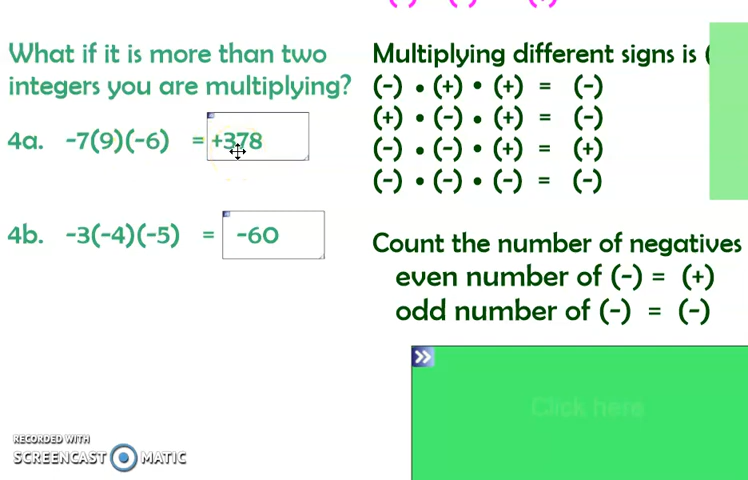 (-) (-) (+)
What if it is more than two
integers you are multiplying?
4a. -7(9)(-6) = +378
4b. -3(-4)(-5) = -60
Multiplying different signs is (
(-) • (+) • (+) = (-)
(+) • (-) • (+) = (-)
(-) • (-) • (+) = (+)
(-) • (-) • (-) = (-)
Count the number of negatives
even number of (-) = (+)
odd number of (-) = (-)
Click here
RECORDED WITH
SCREENCAST MATIC